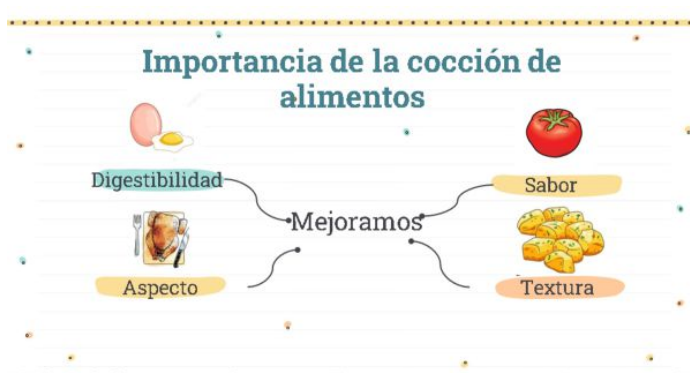 Importancia de la cocción de
alimentos
Digestibilidad
Sabor
Mejoramos
Aspecto
Textura